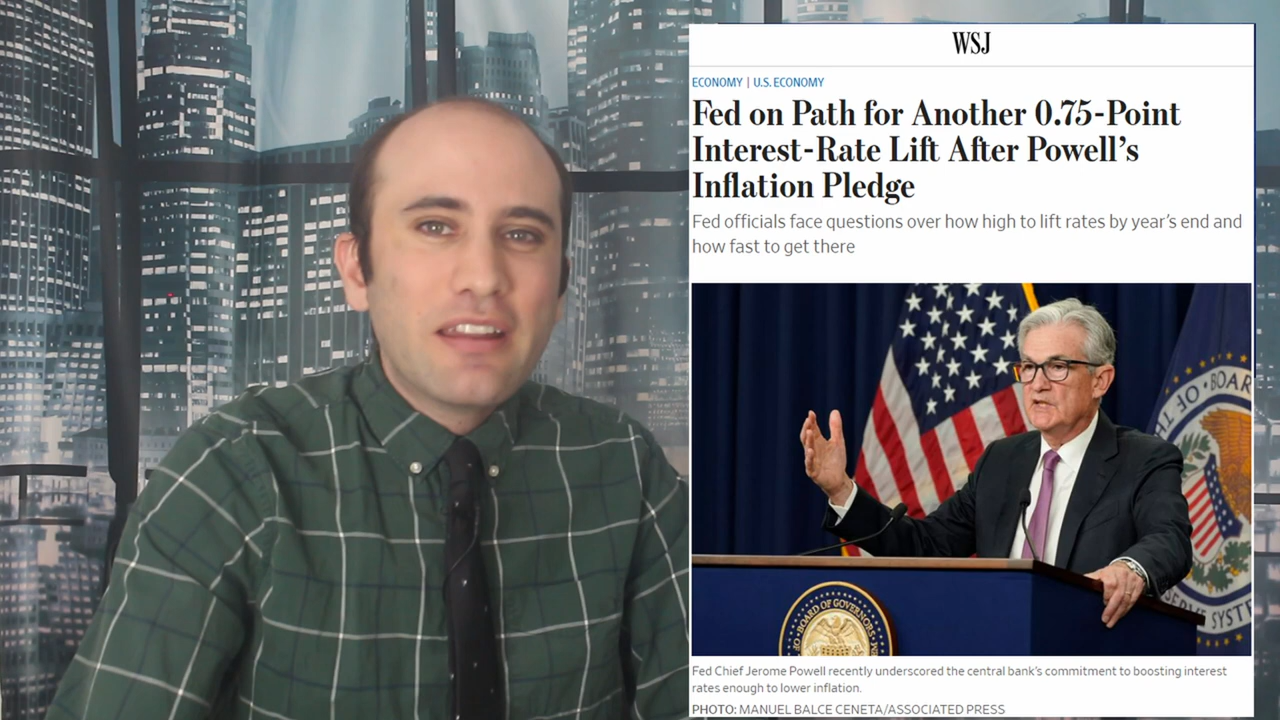 WSJ
ECONOMY | U.S. ECONOMY
Fed on Path for Another 0.75-Point
Interest-Rate Lift After Powell’s
Inflation Pledge
Fed officials face questions over how high to lift rates by year’s end and
how fast to get there
BOARD OF GOVERNORS
Fed Chief Jerome Powell recently underscored the central bank’s commitment to boosting interest
rates enough to lower inflation.
PHOTO: MANUEL BALCE CENETA/ASSOCIATED PRESS